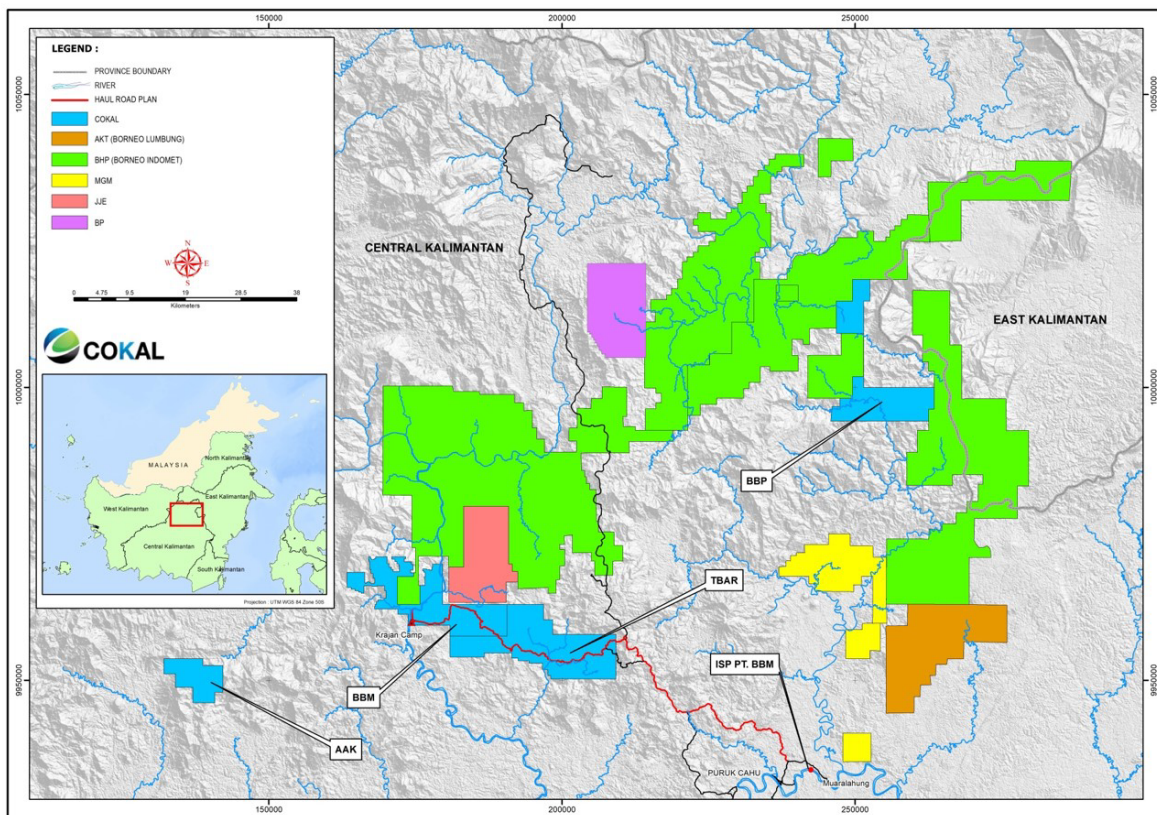 150000
200000
250000
LEGEND :
PROVINCE BOUNDARY
RIVER
HAUL ROAD PLAN
COKAL
AKT (BORNEO LUMBUNG)
BHP (BORNEO INDOMET)
MGM
JJE
BP
N
W E
S
0 4.75 9.5 19 28.5 38
Kilometers
COKAL
MALAYSIA
North Kalimantan
East Kalimantan
West Kalimantan
Central Kalimantan
South Kalimantan
Projection : UTM WGS 84 Zone 50S
10050000
10050000
CENTRAL KALIMANTAN
EAST KALIMANTAN
10000000
10000000
BBP
TBAR
Krajan Camp
ISP PT. BBM
BBM
9950000
9950000
AAK
PURUK CAHU
Muaralahung
150000
200000
250000